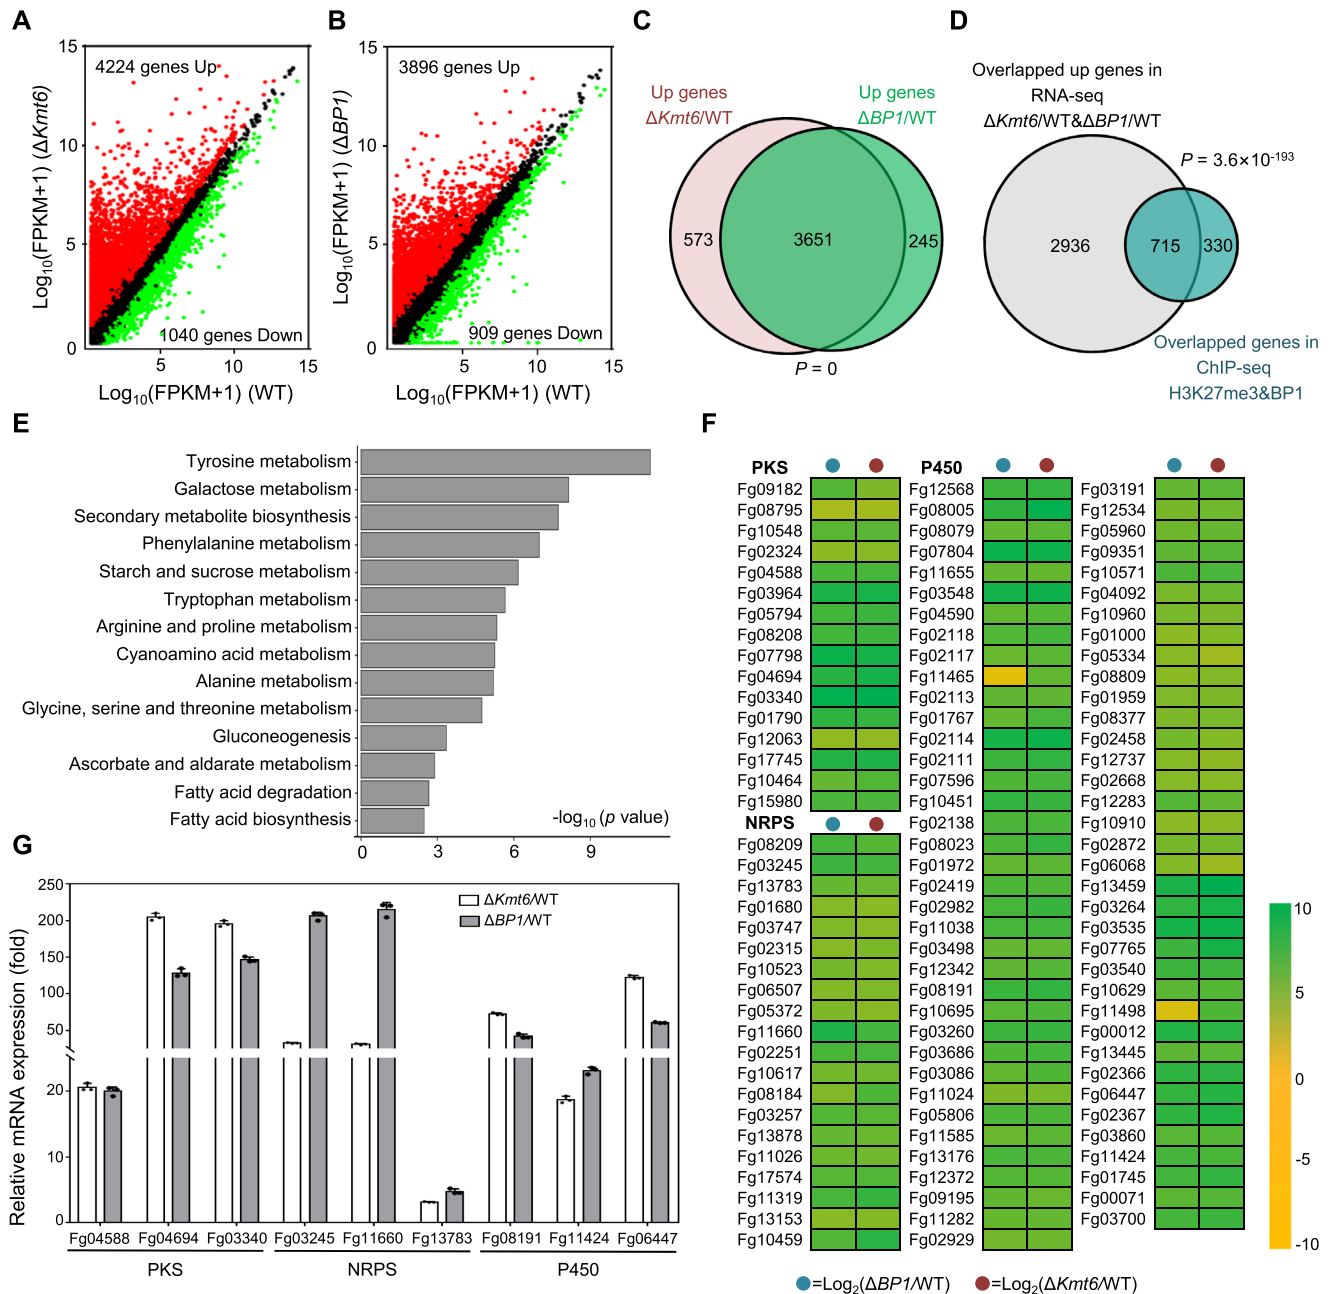 A
15
10
5
0
4224 genes Up
1040 genes Down
5
10
15
Log10(FPKM+1) (ΔKmt6)
Log10(FPKM+1) (WT)
B
15
10
5
0
3896 genes Up
909 genes Down
5
10
15
Log10(FPKM+1) (ΔBP1)
Log10(FPKM+1) (WT)
C
Up genes
ΔKmt6/WT
Up genes
ΔBP1/WT
573
3651
245
P = 0
D
Overlapped up genes in
RNA-seq
ΔKmt6/WT&ΔBP1/WT
P = 3.6×10-193
2936
715
330
Overlapped genes in
ChIP-seq
H3K27me3&BP1
E
Tyrosine metabolism
Galactose metabolism
Secondary metabolite biosynthesis
Phenylalanine metabolism
Starch and sucrose metabolism
Tryptophan metabolism
Arginine and proline metabolism
Cyanoamino acid metabolism
Alanine metabolism
Glycine, serine and threonine metabolism
Gluconeogenesis
Ascorbate and aldarate metabolism
Fatty acid degradation
Fatty acid biosynthesis
-log10 (p value)
0
3
6
9
F
PKS
Fg09182
Fg08795
Fg10548
Fg02324
Fg04588
Fg03964
Fg05794
Fg08208
Fg07798
Fg04694
Fg03340
Fg01790
Fg12063
Fg17745
Fg10464
Fg15980
NRPS
Fg08209
Fg03245
Fg13783
Fg01680
Fg03747
Fg02315
Fg10523
Fg06507
Fg05372
Fg11660
Fg02251
Fg10617
Fg08184
Fg03257
Fg13878
Fg11026
Fg17574
Fg11319
Fg13153
Fg10459
P450
Fg12568
Fg08005
Fg08079
Fg07804
Fg11655
Fg03548
Fg04590
Fg02118
Fg02117
Fg11465
Fg02113
Fg01767
Fg02114
Fg02111
Fg07596
Fg10451
Fg02138
Fg08023
Fg01972
Fg02419
Fg02982
Fg11038
Fg03498
Fg12342
Fg08191
Fg10695
Fg03260
Fg03686
Fg03086
Fg11024
Fg05806
Fg11585
Fg13176
Fg12372
Fg09195
Fg11282
Fg02929
Fg03191
Fg12534
Fg05960
Fg09351
Fg10571
Fg04092
Fg10960
Fg01000
Fg05334
Fg08809
Fg01959
Fg08377
Fg02458
Fg12737
Fg02668
Fg12283
Fg10910
Fg02872
Fg06068
Fg13459
Fg03264
Fg03535
Fg07765
Fg03540
Fg10629
Fg11498
Fg00012
Fg13445
Fg02366
Fg06447
Fg02367
Fg03860
Fg11424
Fg01745
Fg00071
Fg03700
10
5
0
-5
-10
=Log2(ΔBP1/WT)
=Log2(ΔKmt6/WT)
G
Relative mRNA expression (fold)
250
200
150
100
50
20
10
0
ΔKmt6/WT
ΔBP1/WT
Fg04588
Fg04694
Fg03340
Fg03245
Fg11660
Fg13783
Fg08191
Fg11424
Fg06447
PKS
NRPS
P450